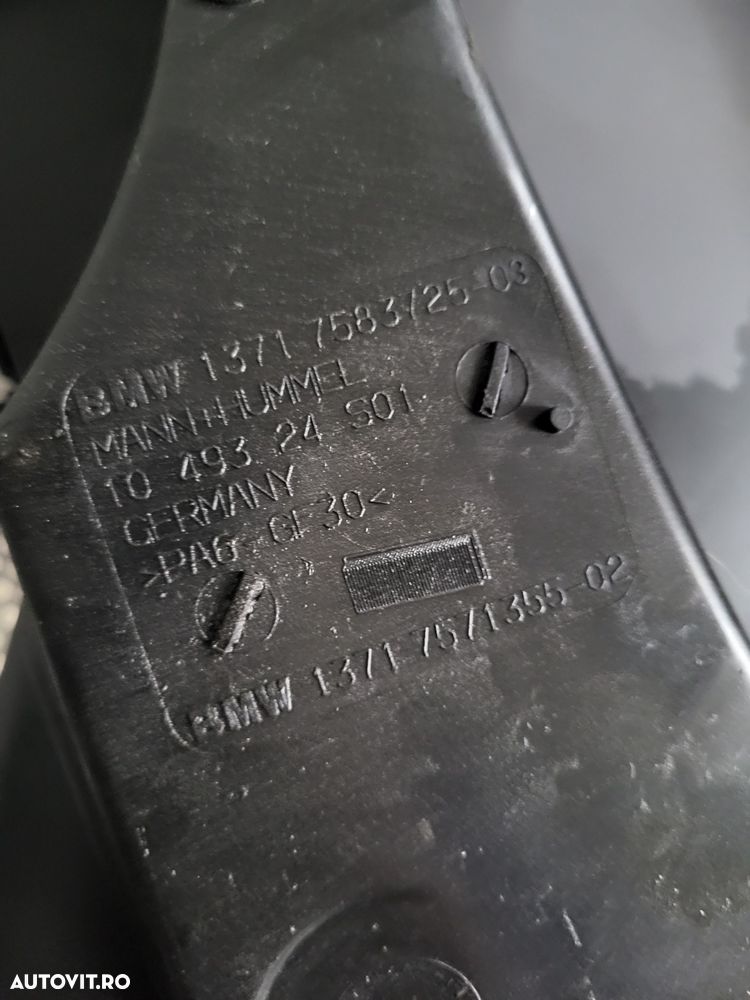 BMW 1371 7583725-03
MANN+HUMMEL
10 493 24 S01
GERMANY
>PA6 GF30<
BMW 1371 7571355-02
AUTOVIT.RO